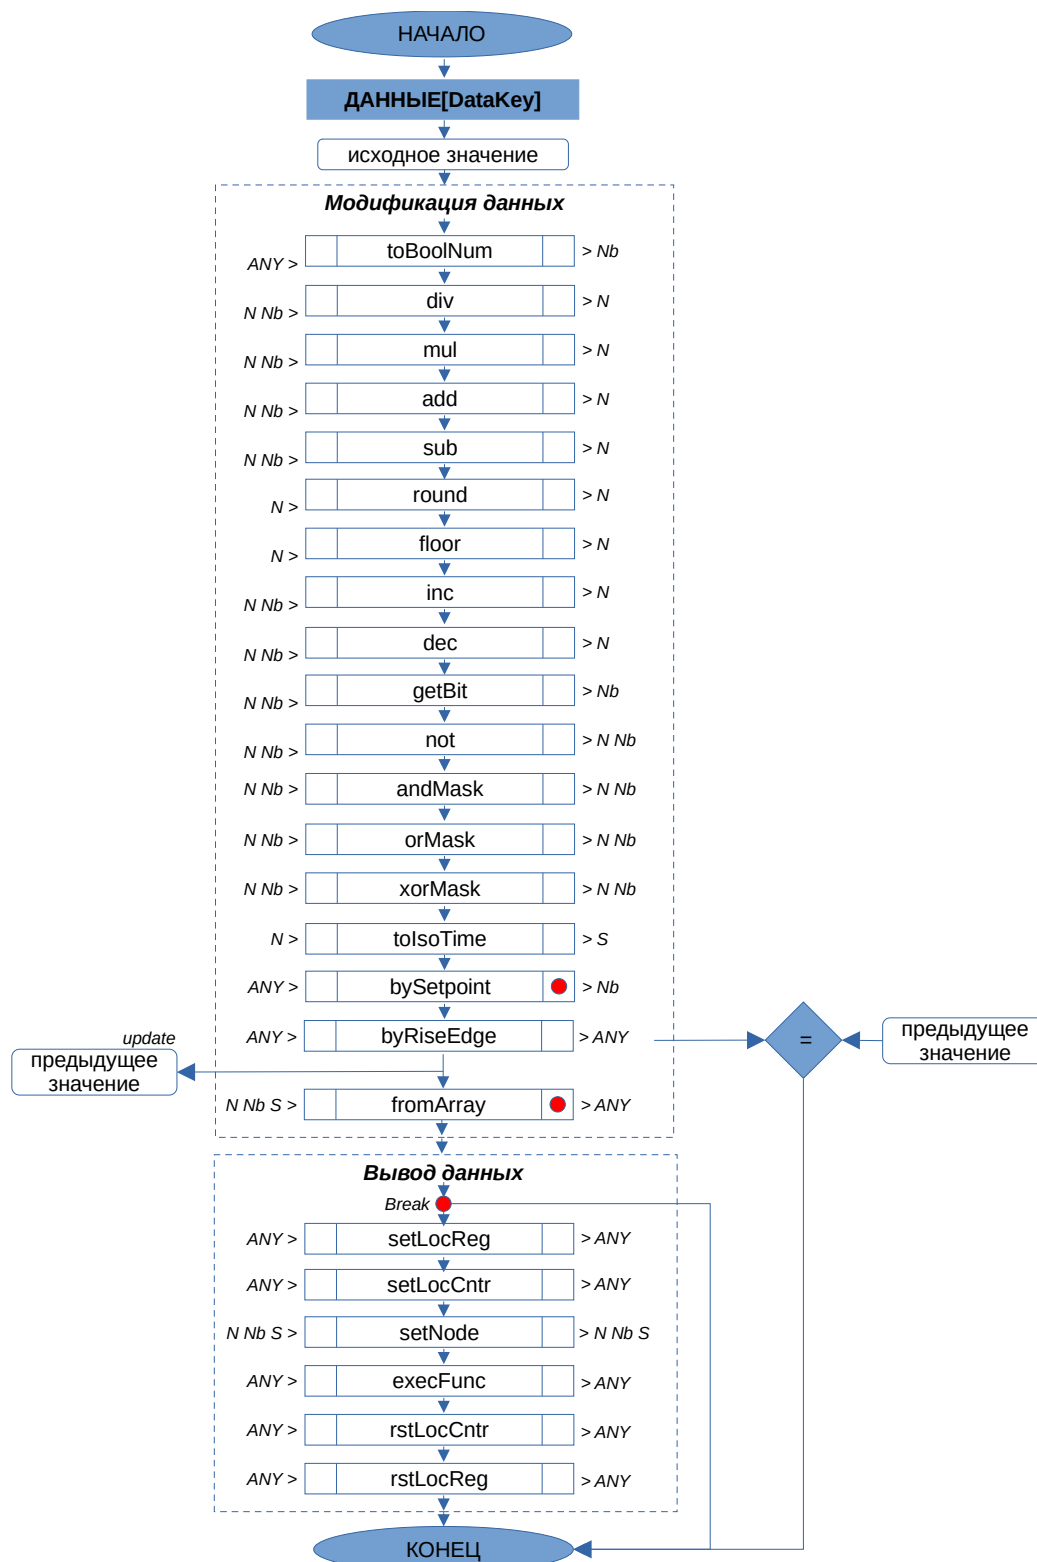 НАЧАЛО
ДАННЫЕ[DataKey]
исходное значение
Модификация данных
ANY > toBoolNum > Nb
N Nb > div > N
N Nb > mul > N
N Nb > add > N
N Nb > sub > N
N > round > N
N > floor > N
N Nb > inc > N
N Nb > dec > N
N Nb > getBit > Nb
N Nb > not > N Nb
N Nb > andMask > N Nb
N Nb > orMask > N Nb
N Nb > xorMask > N Nb
N > toIsoTime > S
ANY > bySetpoint > Nb
ANY > byRiseEdge > ANY
=
предыдущее
значение
update
предыдущее
значение
N Nb S > fromArray > ANY
Вывод данных
Break
ANY > setLocReg > ANY
ANY > setLocCntr > ANY
N Nb S > setNode > N Nb S
ANY > execFunc > ANY
ANY > rstLocCntr > ANY
ANY > rstLocReg > ANY
КОНЕЦ